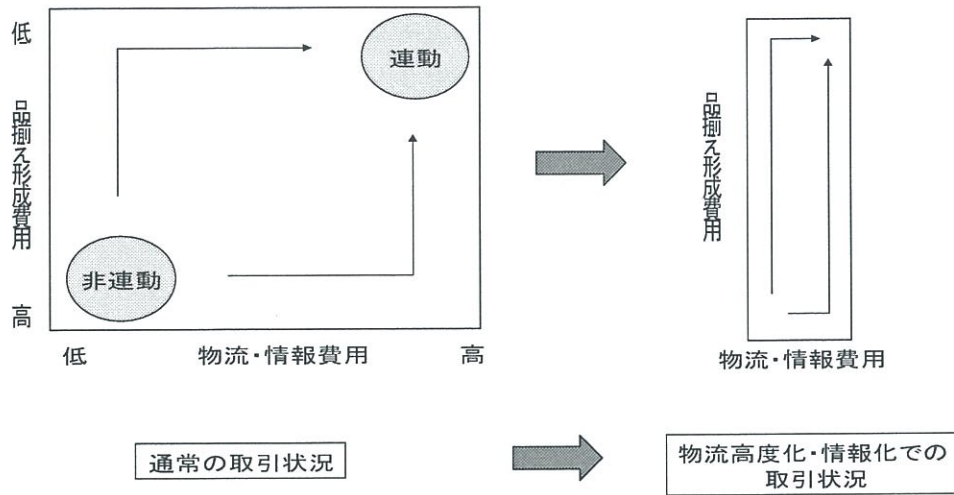 低
連動
品揃え形成費用
品揃え形成費用
非連動
高
低
物流・情報費用
高
物流・情報費用
通常の取引状況
物流高度化・情報化での
取引状況